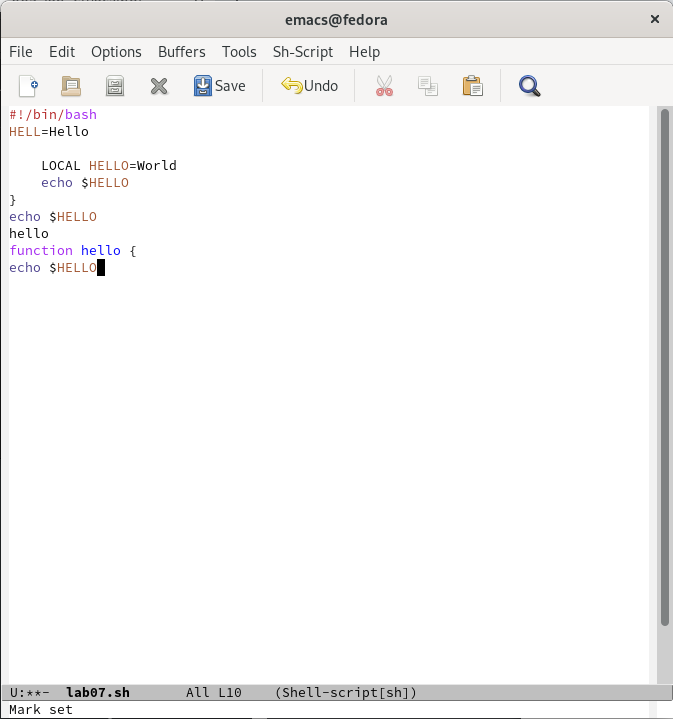 emacs@fedora ×
File Edit Options Buffers Tools Sh-Script Help
Save Undo
#!/bin/bash
HELL=Hello
    LOCAL HELLO=World
    echo $HELLO
}
echo $HELLO
hello
function hello {
echo $HELLO
U:**- lab07.sh All L10 (Shell-script[sh])
Mark set